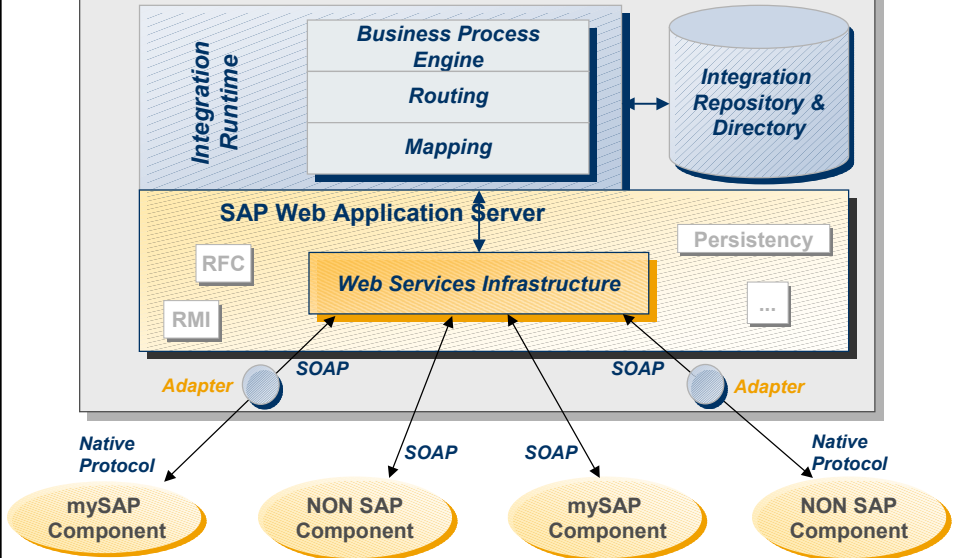 Integration
Runtime
Business Process
Engine
Routing
Mapping
Integration
Repository &
Directory
SAP Web Application Server
RFC
RMI
Web Services Infrastructure
Persistency
...
Adapter
SOAP
SOAP
Adapter
Native
Protocol
SOAP
SOAP
Native
Protocol
mySAP
Component
NON SAP
Component
mySAP
Component
NON SAP
Component